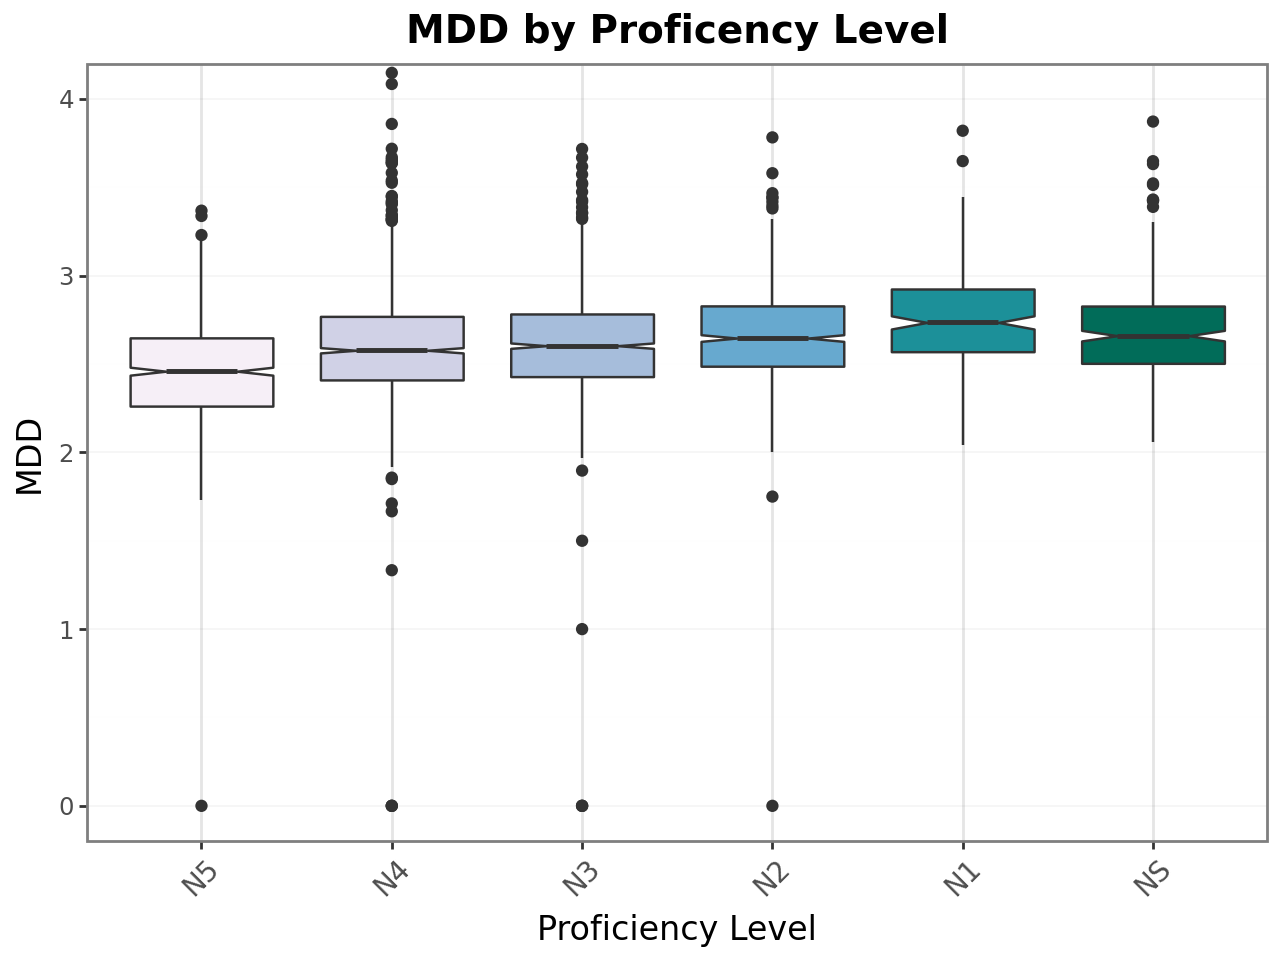 MDD by Proficency Level
MDD
4
3
2
1
0
N5
N4
N3
N2
N1
NS
Proficiency Level